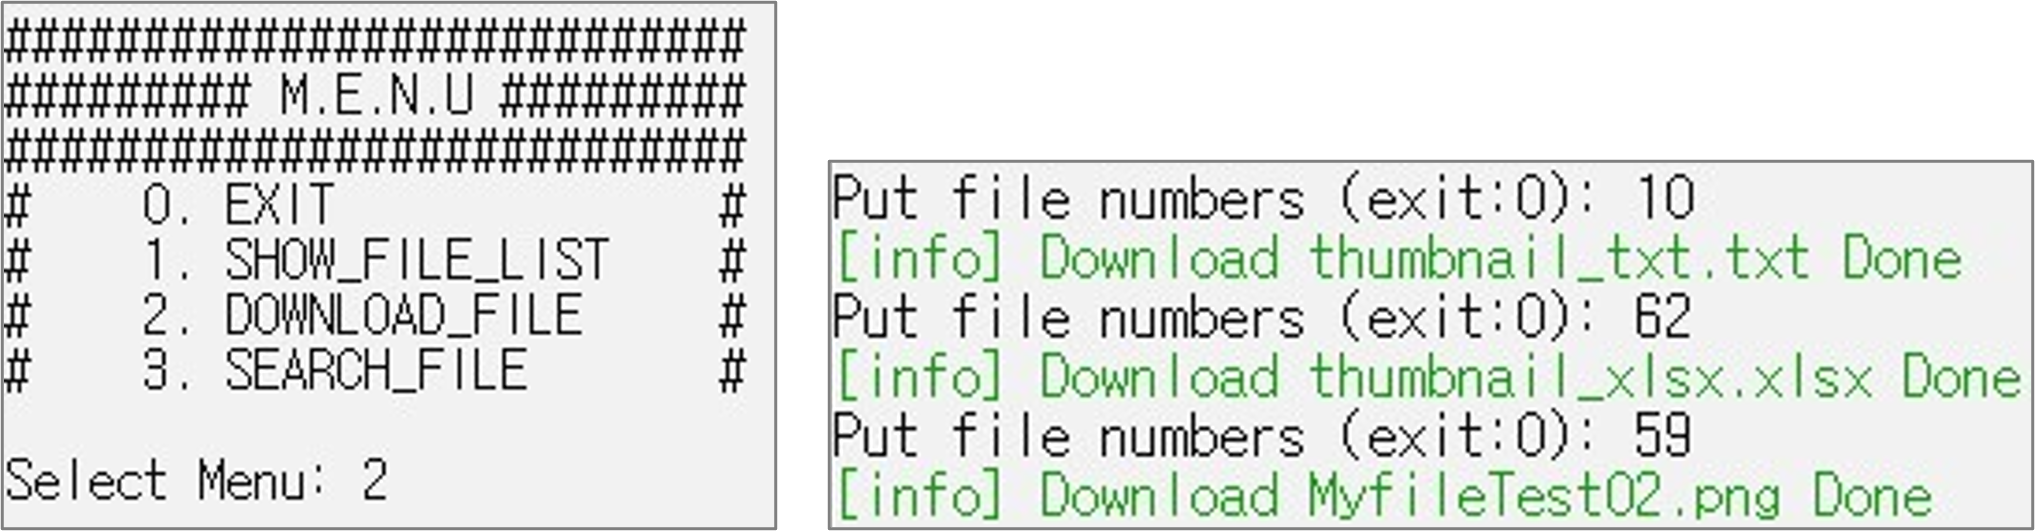 ###########################
######### M.E.N.U #########
###########################
#    0. EXIT              #
#    1. SHOW_FILE_LIST    #
#    2. DOWNLOAD_FILE     #
#    3. SEARCH_FILE       #
Select Menu: 2
Put file numbers (exit:0): 10
[info] Download thumbnail_txt.txt Done
Put file numbers (exit:0): 62
[info] Download thumbnail_xlsx.xlsx Done
Put file numbers (exit:0): 59
[info] Download MyfileTest02.png Done